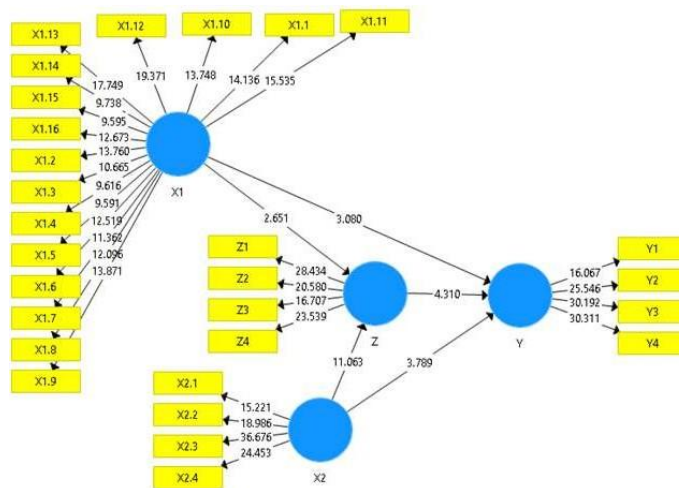 X1.13
X1.12
X1.10
X1.1
X1.11
X1.14
X1.15
X1.16
X1.2
X1.3
X1.4
X1.5
X1.6
X1.7
X1.8
X1.9
17.749
19.371
13.748
14.136
15.535
9.738
9.595
12.673
13.760
10.665
9.616
9.591
12.519
11.362
12.096
13.871
X1
2.651
3.080
Z1
Z2
Z3
Z4
28.434
20.580
16.707
23.539
Z
4.310
Y
16.067
25.546
30.192
30.311
Y1
Y2
Y3
Y4
11.063
3.789
X2.1
X2.2
X2.3
X2.4
15.221
18.986
36.676
24.453
X2